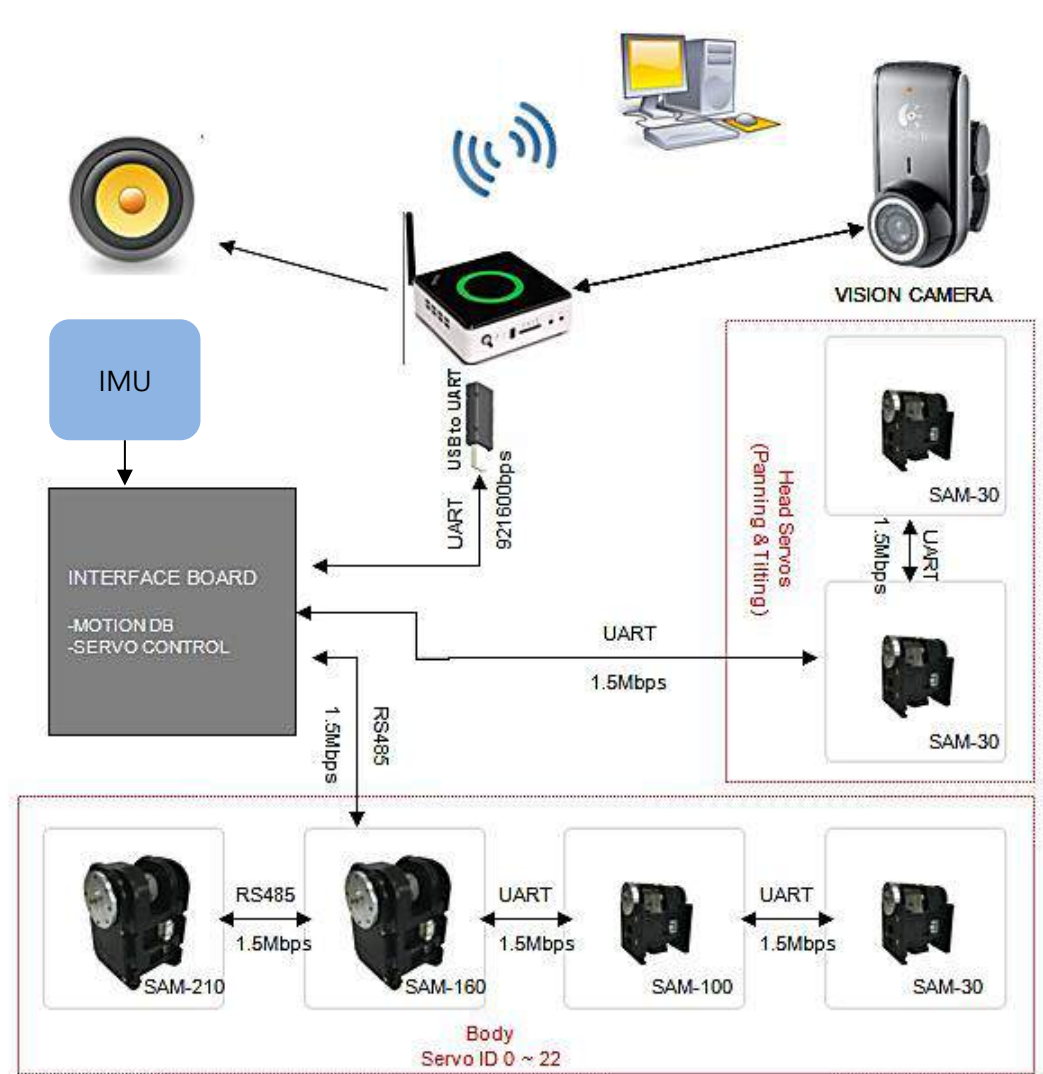 VISION CAMERA
IMU
USB to UART
UART
921600bps
INTERFACE BOARD
-MOTION DB
-SERVO CONTROL
Head Servos
(Panning & Tilting)
SAM-30
UART
1.5Mbps
SAM-30
UART
1.5Mbps
RS485
1.5Mbps
SAM-210
RS485
1.5Mbps
SAM-160
UART
1.5Mbps
SAM-100
UART
1.5Mbps
SAM-30
Body
Servo ID 0 ~ 22